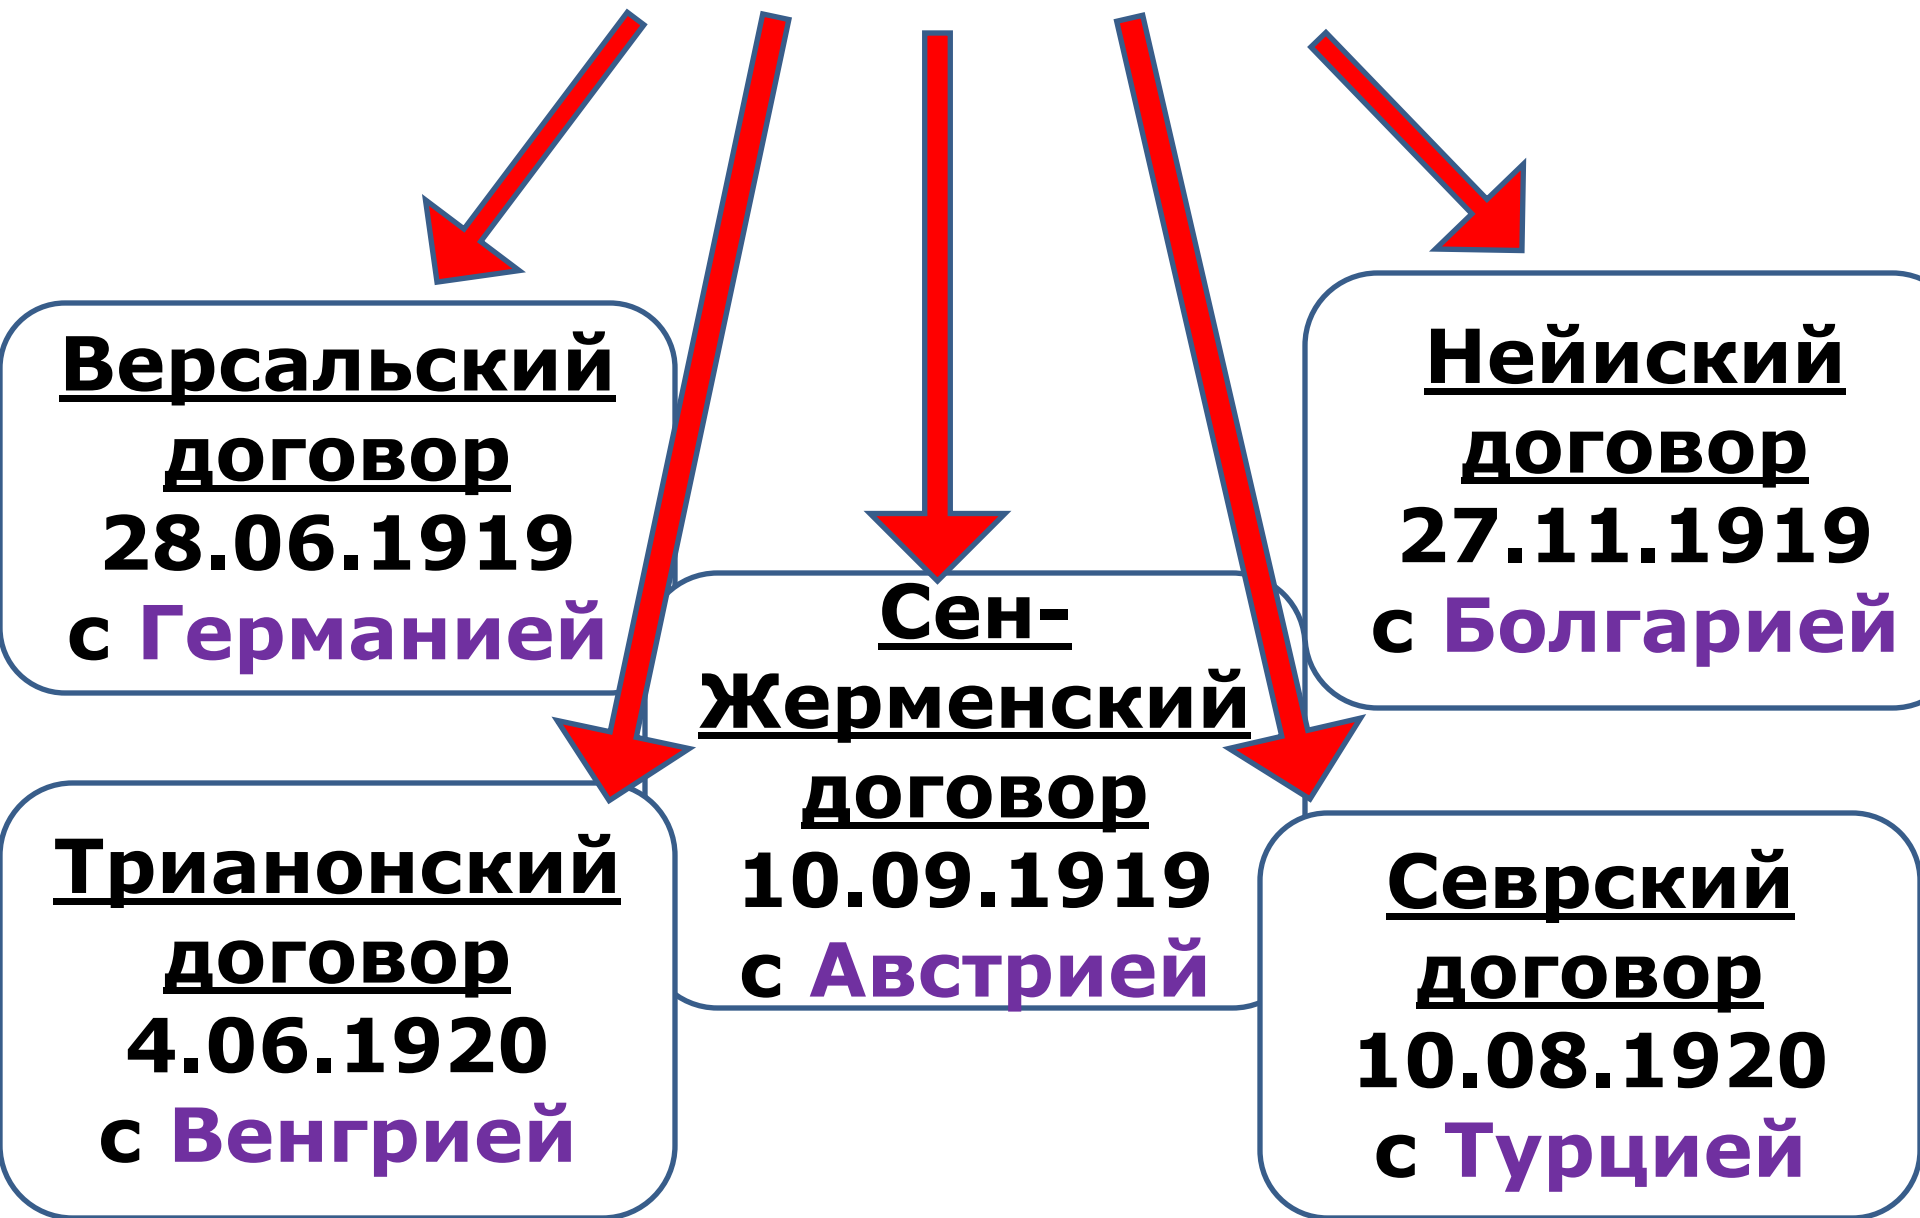 Версальский
договор
28.06.1919
с Германией
Нейиский
договор
27.11.1919
с Болгарией
Сен-
Жерменский
договор
10.09.1919
с Австрией
Трианонский
договор
4.06.1920
с Венгрией
Севрский
договор
10.08.1920
с Турцией